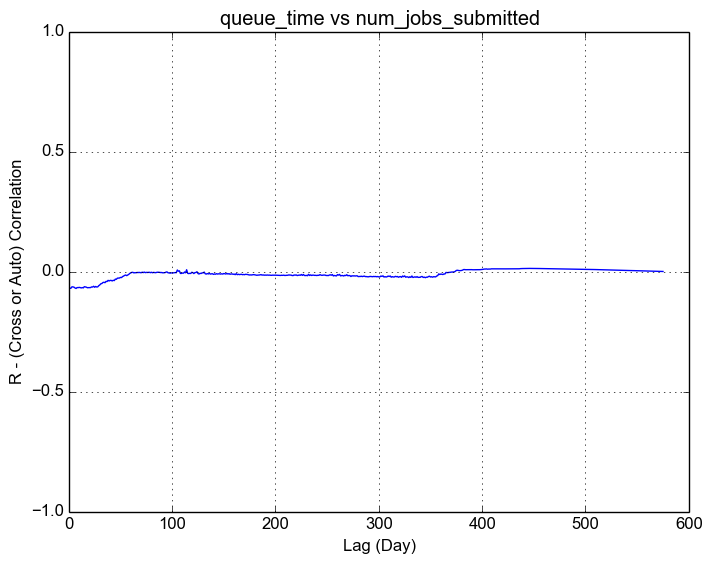 queue_time vs num_jobs_submitted
1.0
0.5
0.0
−0.5
−1.0
R - (Cross or Auto) Correlation
0 100 200 300 400 500 600
Lag (Day)